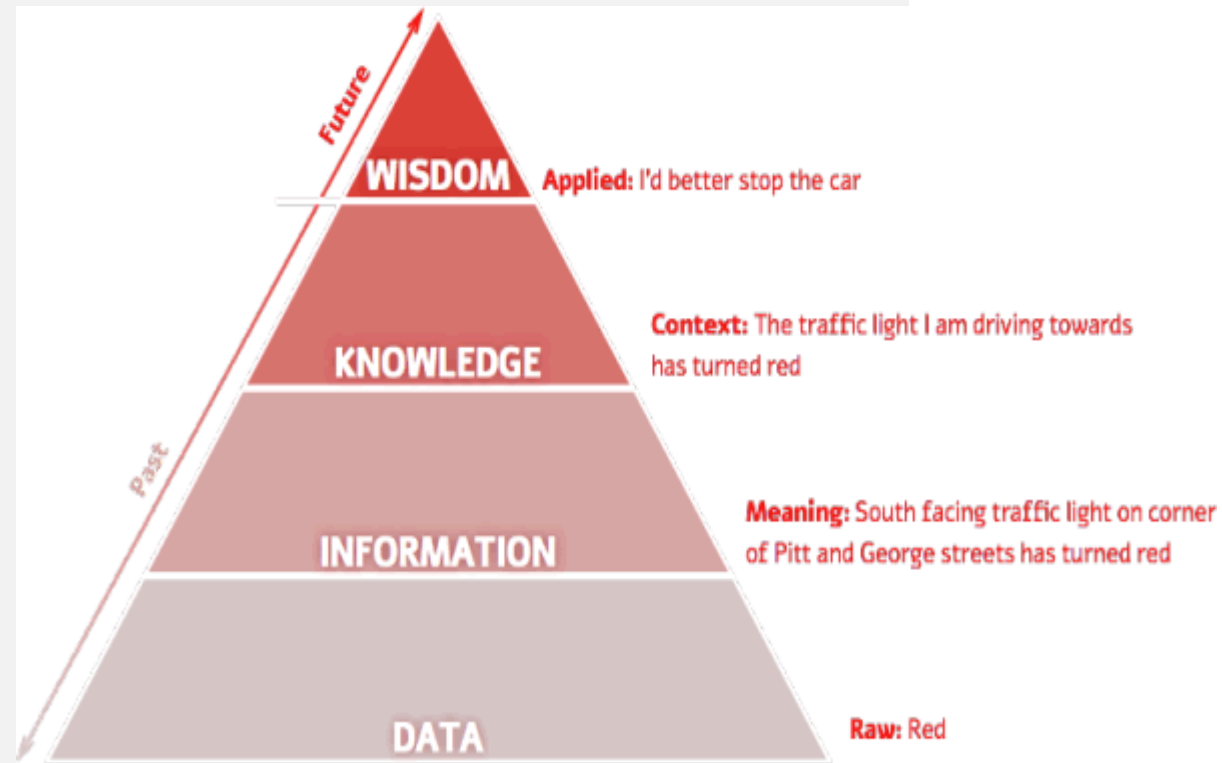 Future
WISDOM
Applied: I'd better stop the car
Context: The traffic light I am driving towards
has turned red
KNOWLEDGE
Past
Meaning: South facing traffic light on corner
of Pitt and George streets has turned red
INFORMATION
Raw: Red
DATA